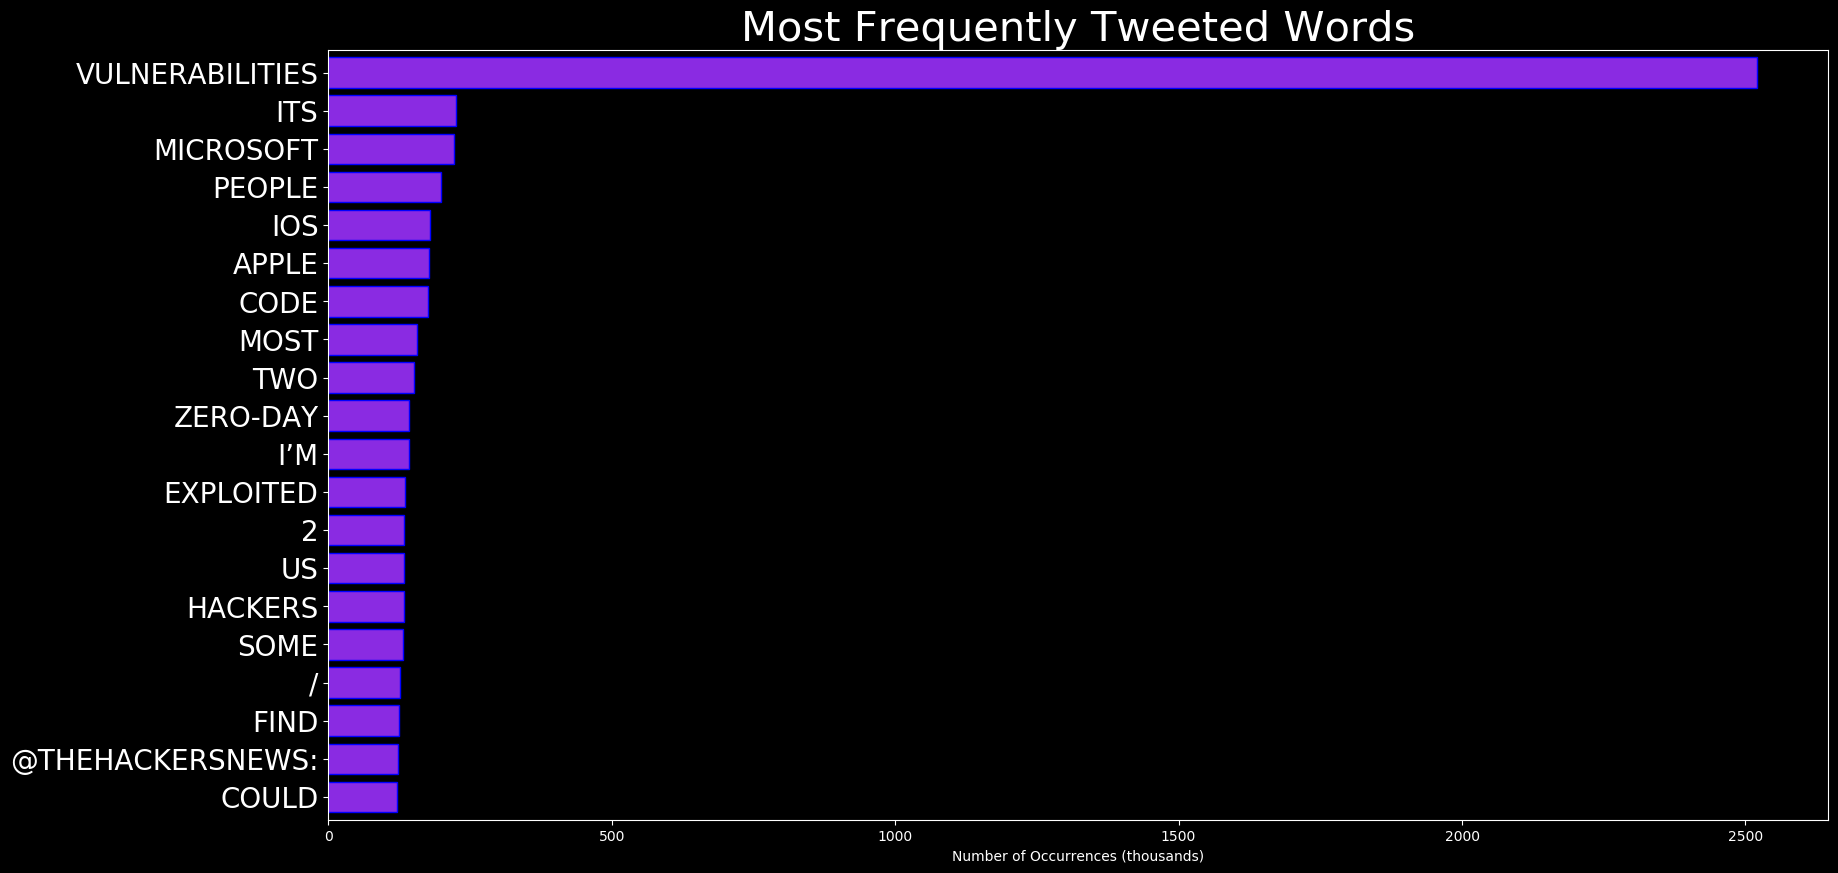 Most Frequently Tweeted Words
VULNERABILITIES
ITS
MICROSOFT
PEOPLE
IOS
APPLE
CODE
MOST
TWO
ZERO-DAY
I’M
EXPLOITED
2
US
HACKERS
SOME
/
FIND
@THEHACKERSNEWS:
COULD
0 500 1000 1500 2000 2500
Number of Occurrences (thousands)